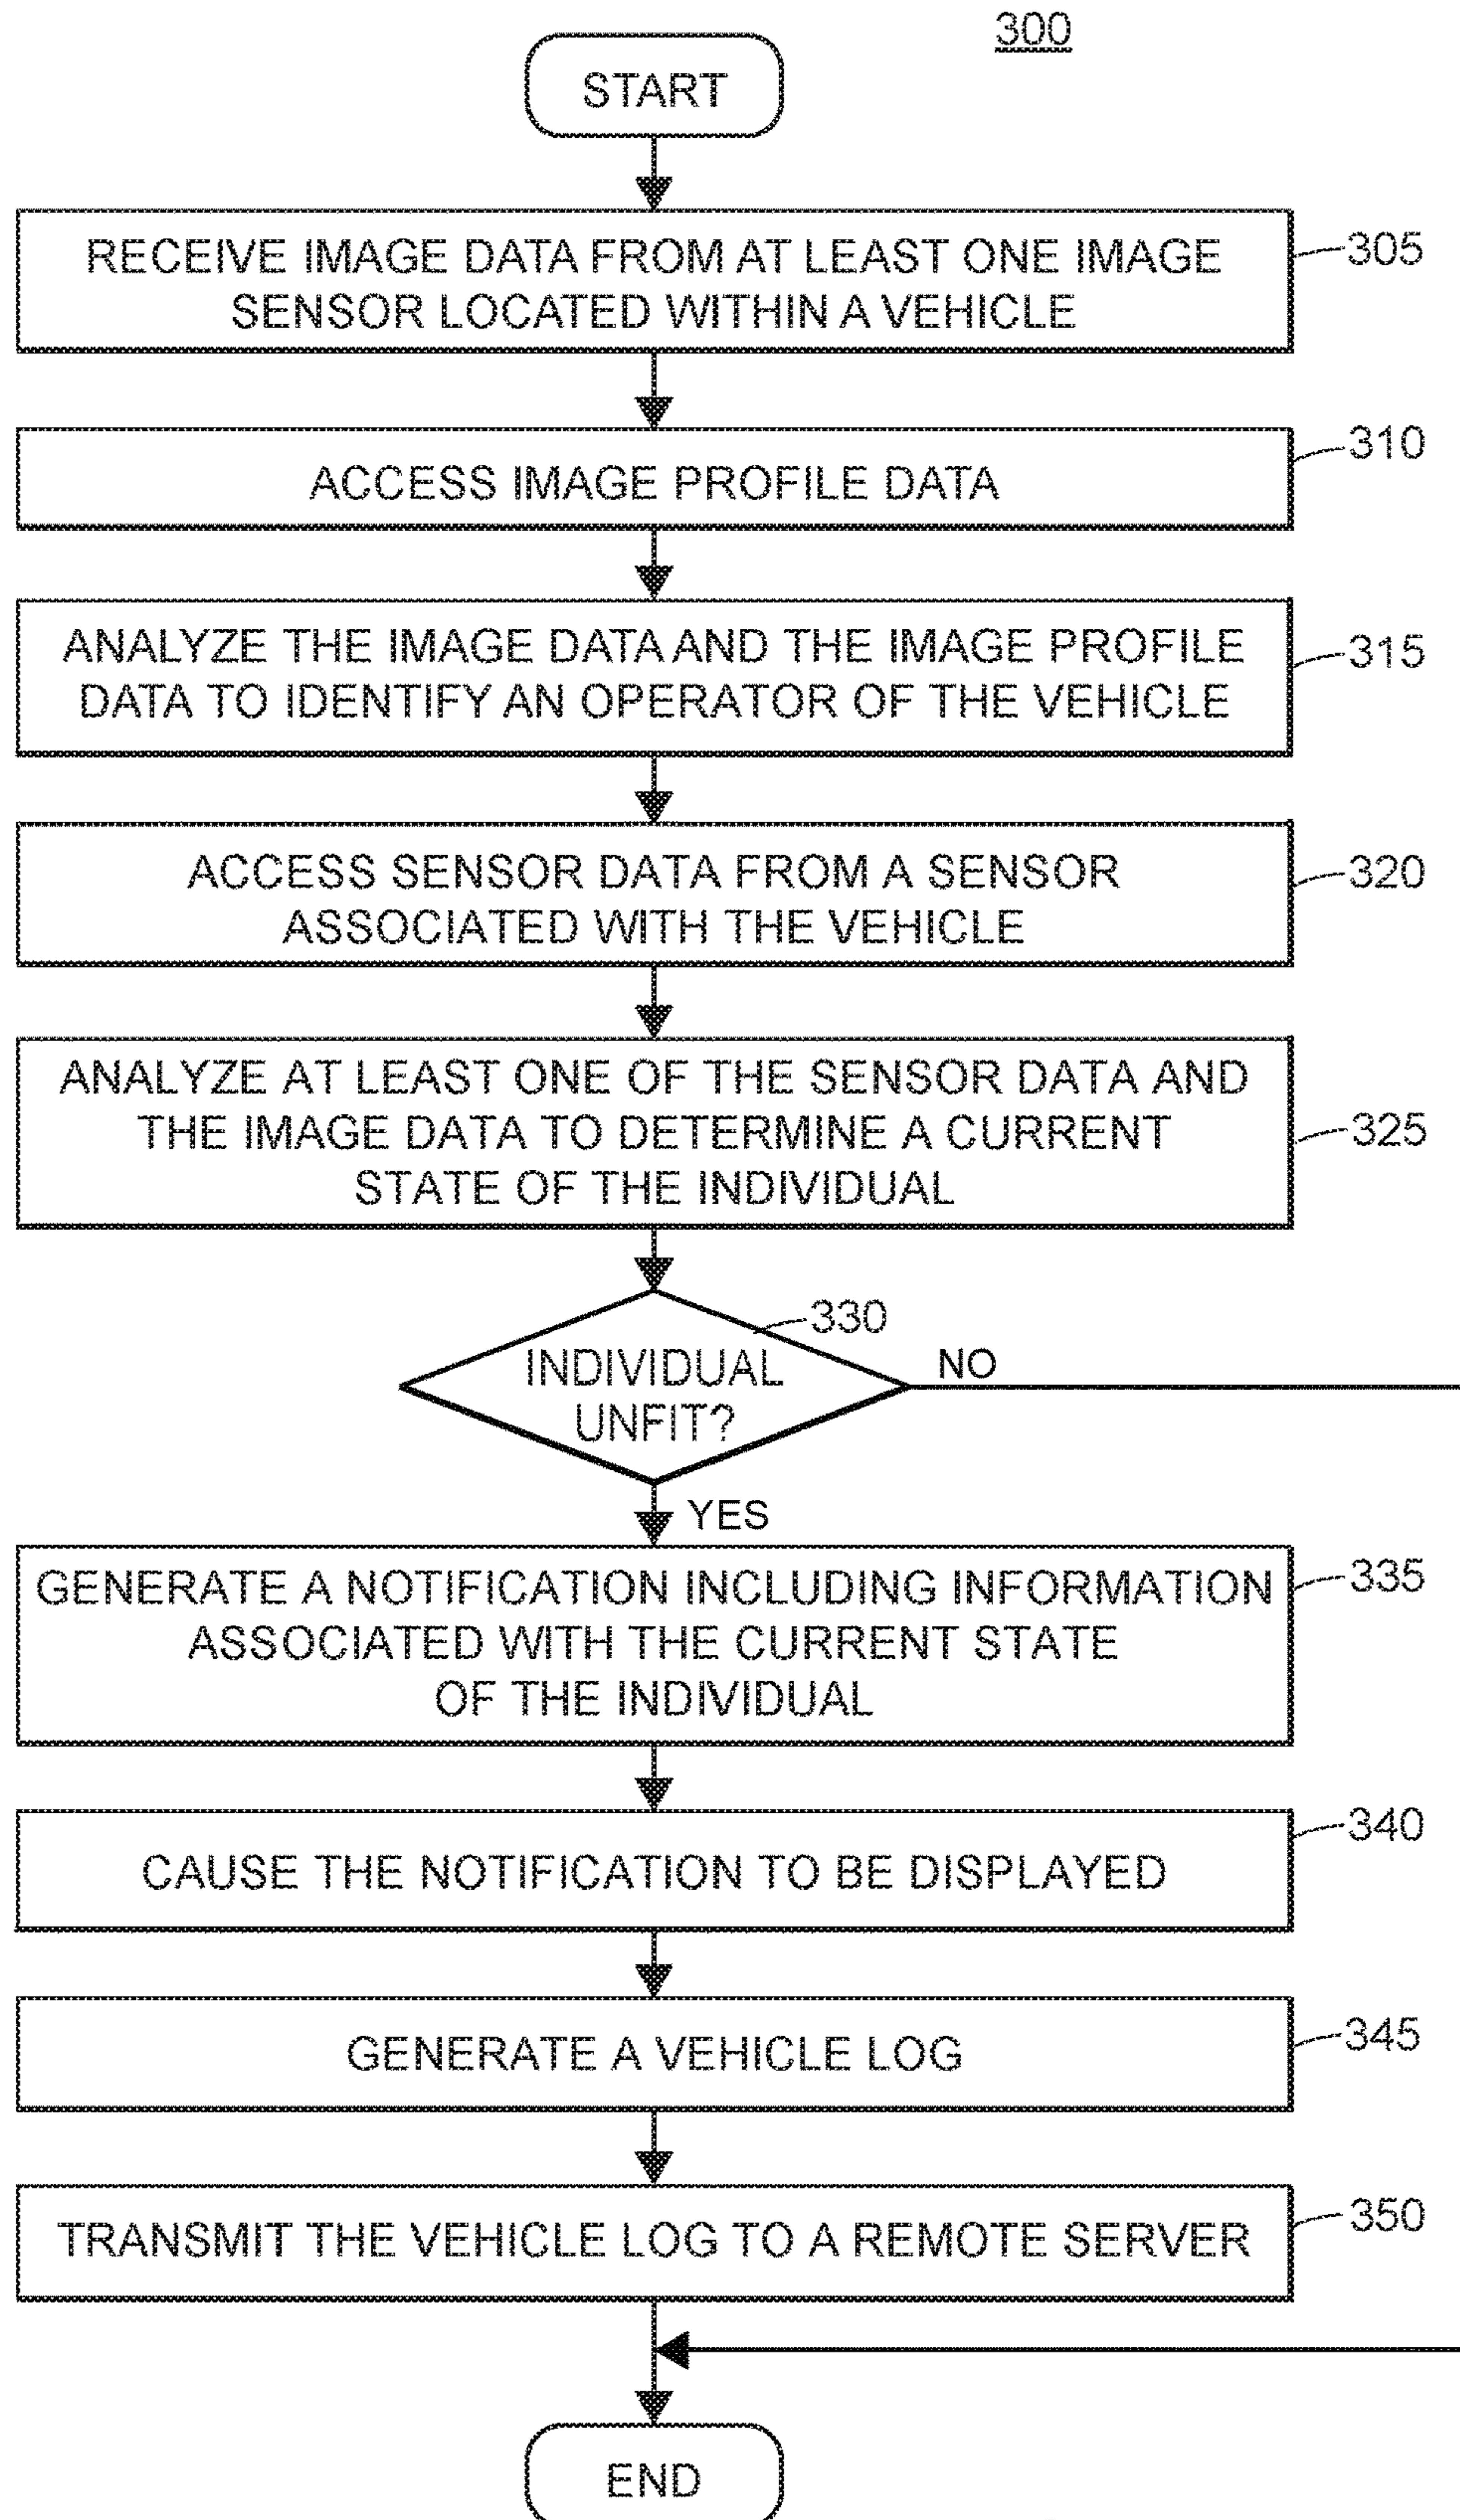 300
START
RECEIVE IMAGE DATA FROM AT LEAST ONE IMAGE
SENSOR LOCATED WITHIN A VEHICLE
305
ACCESS IMAGE PROFILE DATA
310
ANALYZE THE IMAGE DATA AND THE IMAGE PROFILE
DATA TO IDENTIFY AN OPERATOR OF THE VEHICLE
315
ACCESS SENSOR DATA FROM A SENSOR
ASSOCIATED WITH THE VEHICLE
320
ANALYZE AT LEAST ONE OF THE SENSOR DATA AND
THE IMAGE DATA TO DETERMINE A CURRENT
STATE OF THE INDIVIDUAL
325
330
INDIVIDUAL
UNFIT?
NO
YES
GENERATE A NOTIFICATION INCLUDING INFORMATION
ASSOCIATED WITH THE CURRENT STATE
OF THE INDIVIDUAL
335
CAUSE THE NOTIFICATION TO BE DISPLAYED
340
GENERATE A VEHICLE LOG
345
TRANSMIT THE VEHICLE LOG TO A REMOTE SERVER
350
END